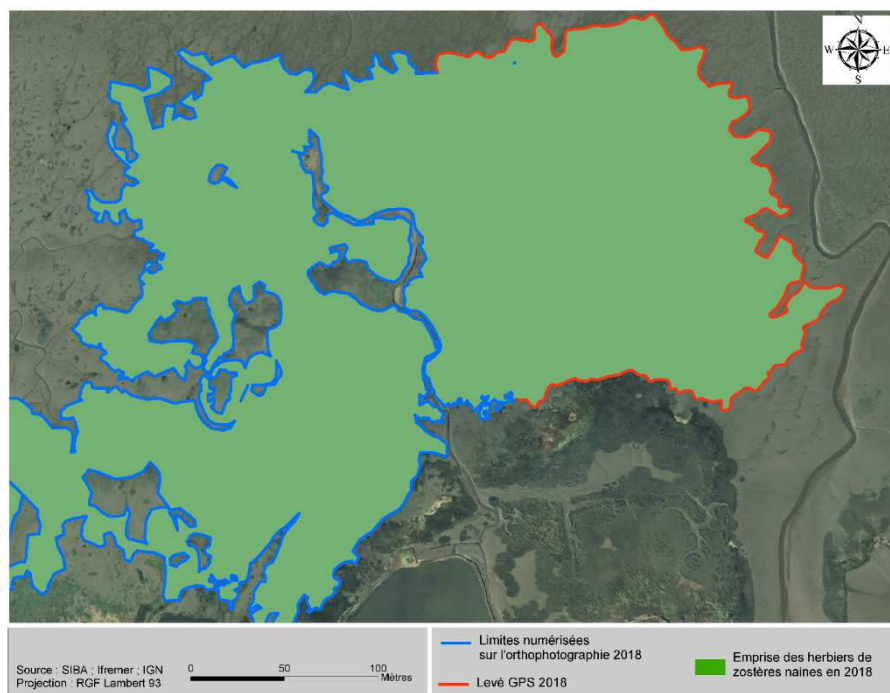 N
W E
S
Source : SIBA ; Ifremer ; IGN
Projection : RGF Lambert 93
0 50 100
Mètres
Limites numérisées
sur l'orthophotographie 2018
Levé GPS 2018
Emprise des herbiers de
zostères naines en 2018